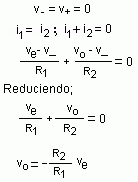 v- = v+ = 0
i1 = i2 ; i1 + i2 = 0
(ve - v-)/R1 + (vo - v-)/R2 = 0
Reduciendo;
ve/R1 + vo/R2 = 0
vo = - R2/R1 ve